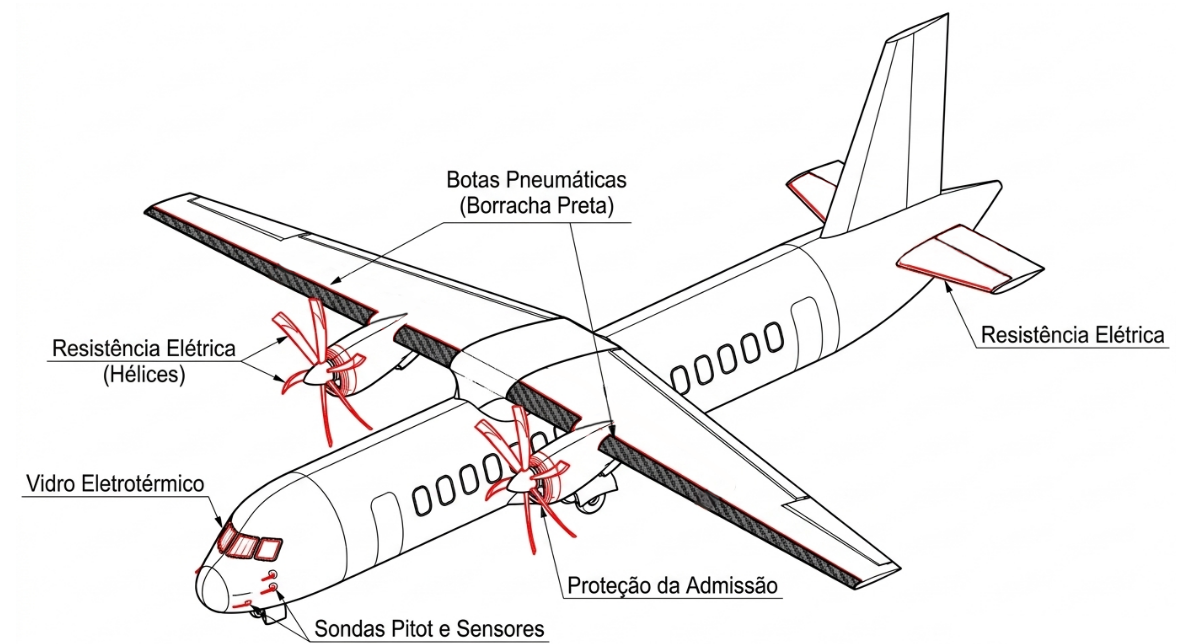 Botas Pneumáticas
(Borracha Preta)
Resistência Elétrica
Resistência Elétrica
(Hélices)
Vidro Eletrotérmico
Proteção da Admissão
Sondas Pitot e Sensores